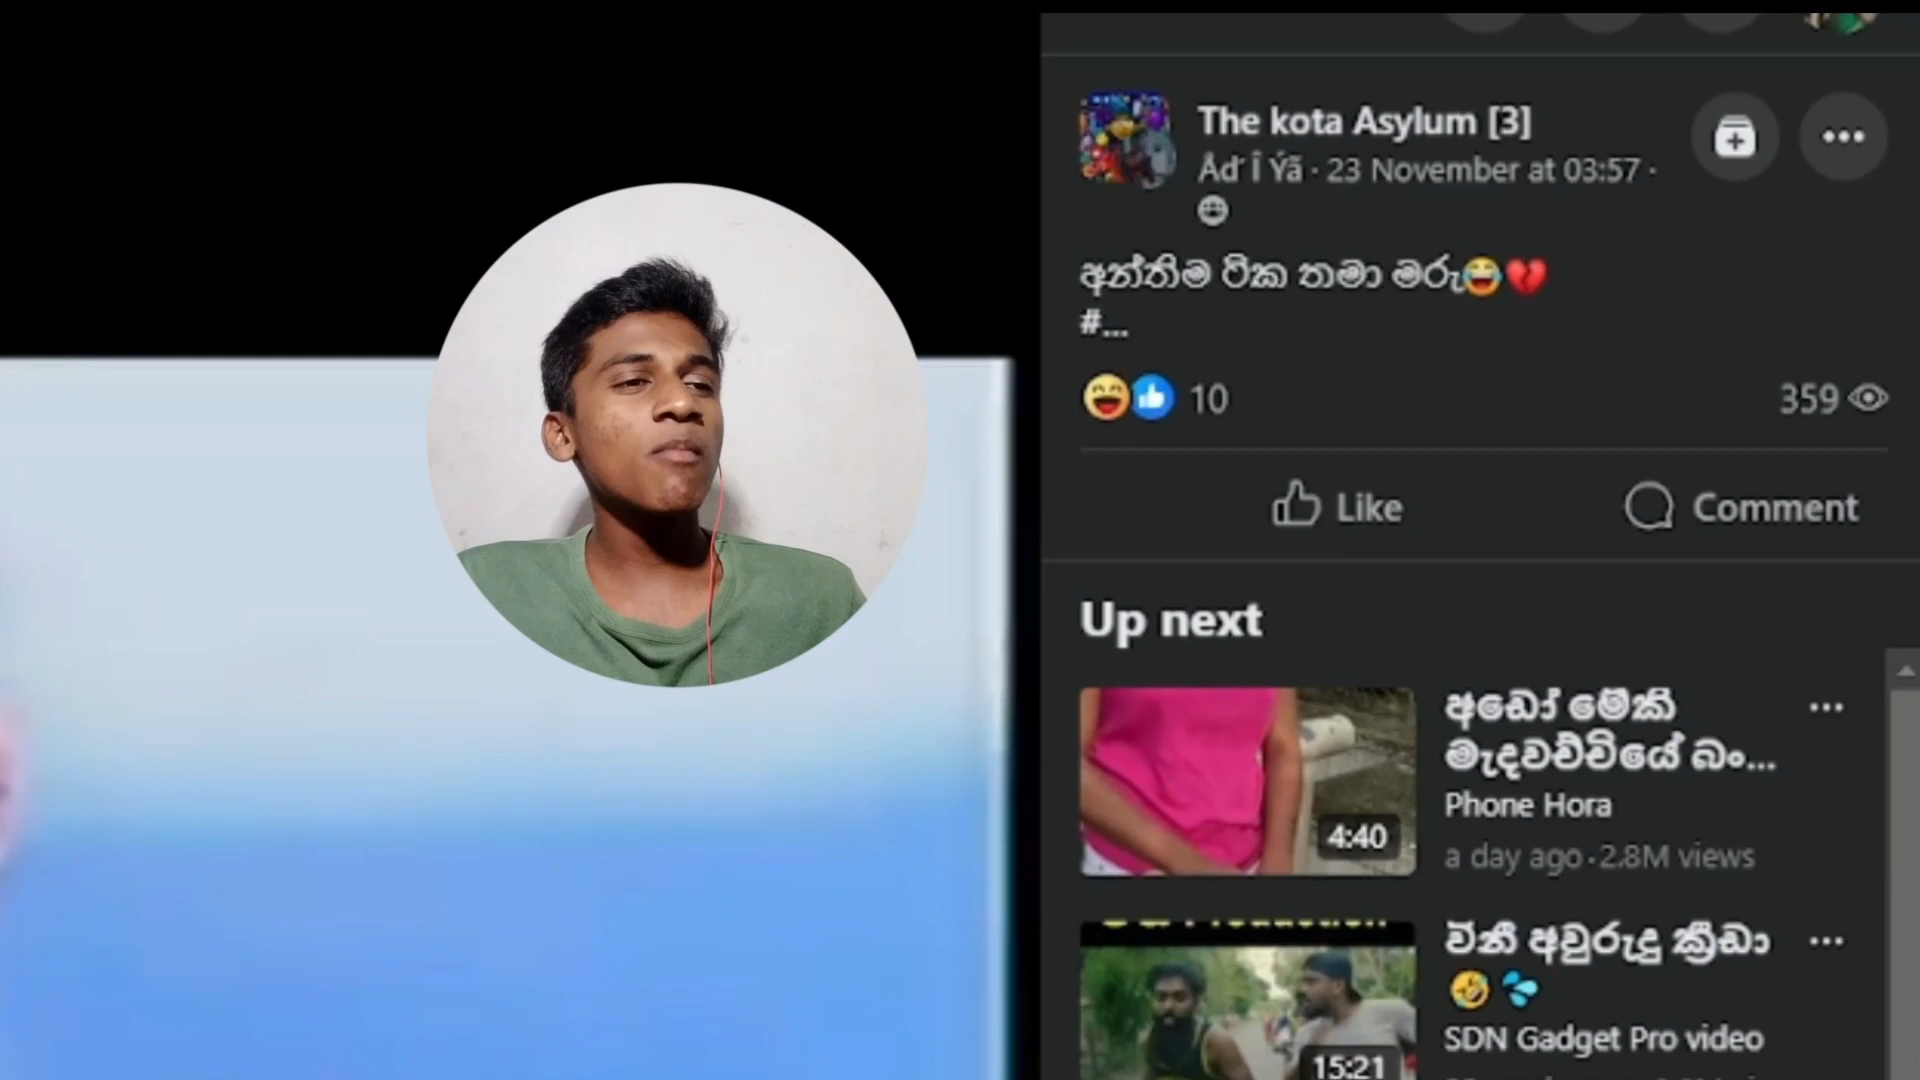 The kota Asylum [3]
Åd´ Î Ýã · 23 November at 03:57 ·
අන්තිම ටික තමා මරු😂💔
#...
10
359
Like
Comment
Up next
අඩෝ මේකි
මැදවච්චියේ බං...
Phone Hora
a day ago · 2.8M views
4:40
විනී අවුරුදු ක්‍රීඩා
🤣💦
SDN Gadget Pro video
15:21